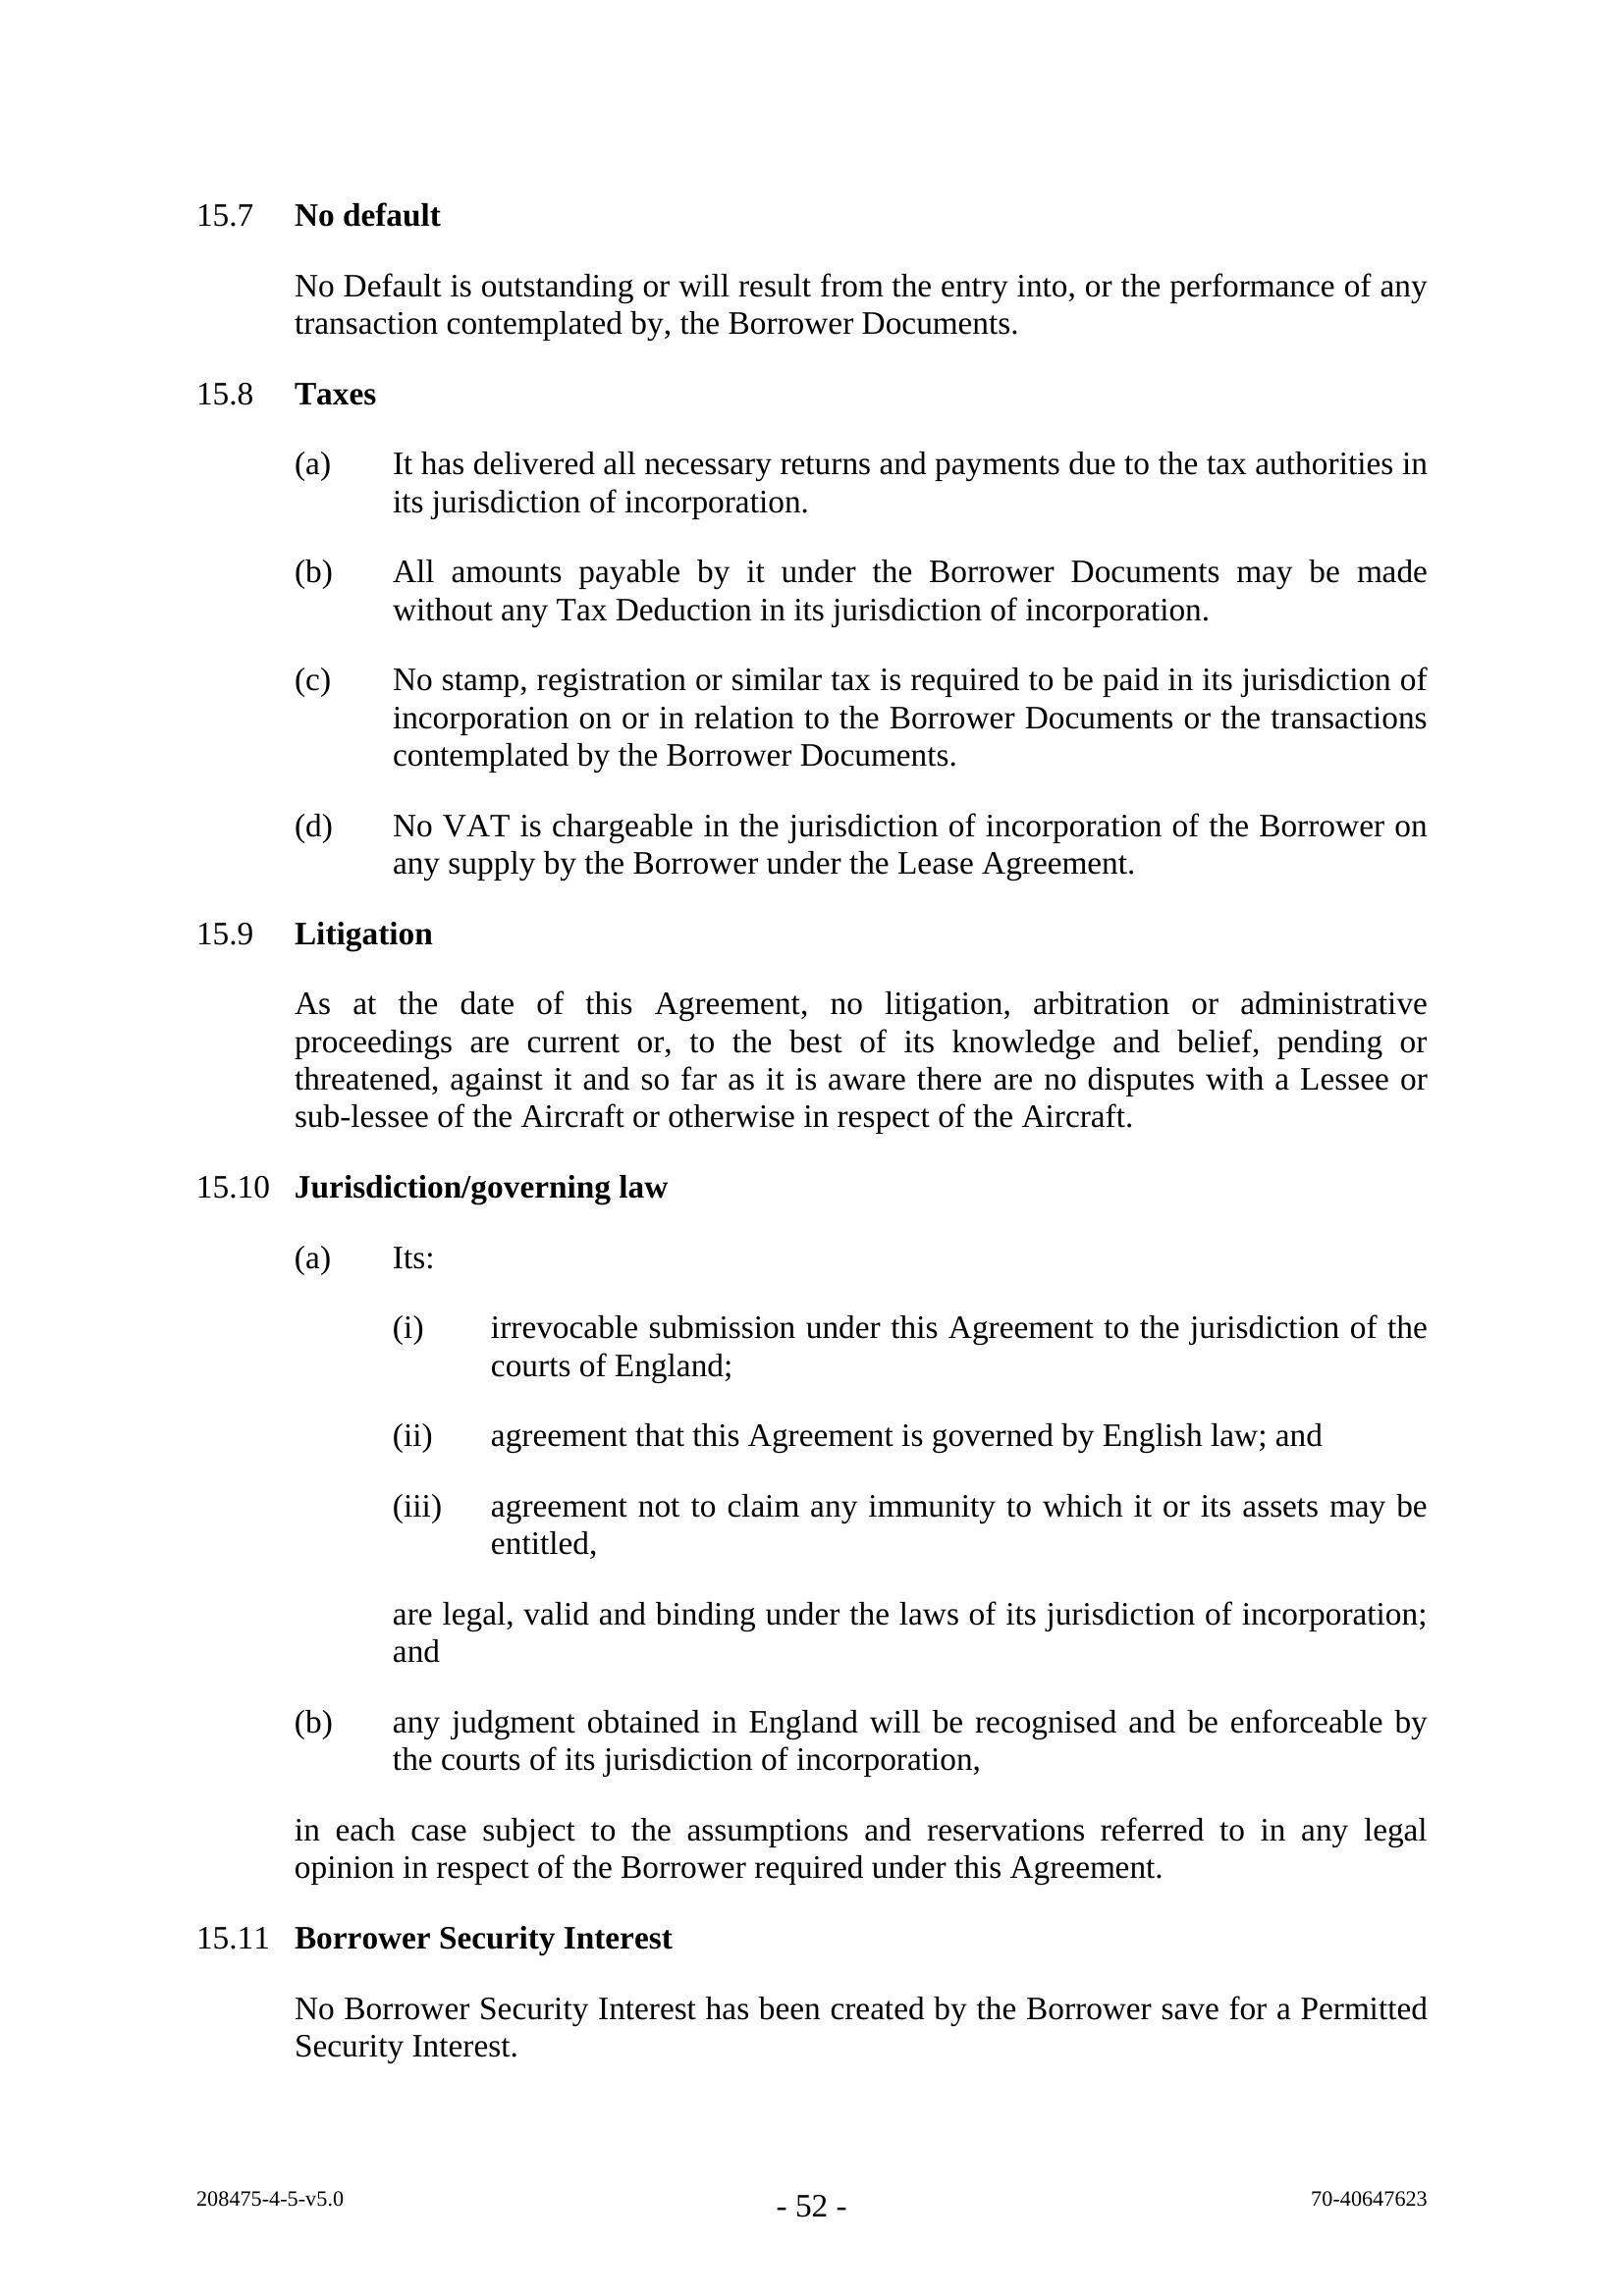 15.7 No default
No Default is outstanding or will result from the entry into, or the performance of any
transaction contemplated by, the Borrower Documents.
15.8 Taxes
(a) It has delivered all necessary returns and payments due to the tax authorities in
its jurisdiction of incorporation.
(b) All amounts payable by it under the Borrower Documents may be made
without any Tax Deduction in its jurisdiction of incorporation.
(c) No stamp, registration or similar tax is required to be paid in its jurisdiction of
incorporation on or in relation to the Borrower Documents or the transactions
contemplated by the Borrower Documents.
(d) No VAT is chargeable in the jurisdiction of incorporation of the Borrower on
any supply by the Borrower under the Lease Agreement.
15.9 Litigation
As at the date of this Agreement, no litigation, arbitration or administrative
proceedings are current or, to the best of its knowledge and belief, pending or
threatened, against it and so far as it is aware there are no disputes with a Lessee or
sub-lessee of the Aircraft or otherwise in respect of the Aircraft.
15.10 Jurisdiction/governing law
(a) Its:
(i) irrevocable submission under this Agreement to the jurisdiction of the
courts of England;
(ii) agreement that this Agreement is governed by English law; and
(iii) agreement not to claim any immunity to which it or its assets may be
entitled,
are legal, valid and binding under the laws of its jurisdiction of incorporation;
and
(b) any judgment obtained in England will be recognised and be enforceable by
the courts of its jurisdiction of incorporation,
in each case subject to the assumptions and reservations referred to in any legal
opinion in respect of the Borrower required under this Agreement.
15.11 Borrower Security Interest
No Borrower Security Interest has been created by the Borrower save for a Permitted
Security Interest.
208475-4-5-v5.0 - 52 - 70-40647623